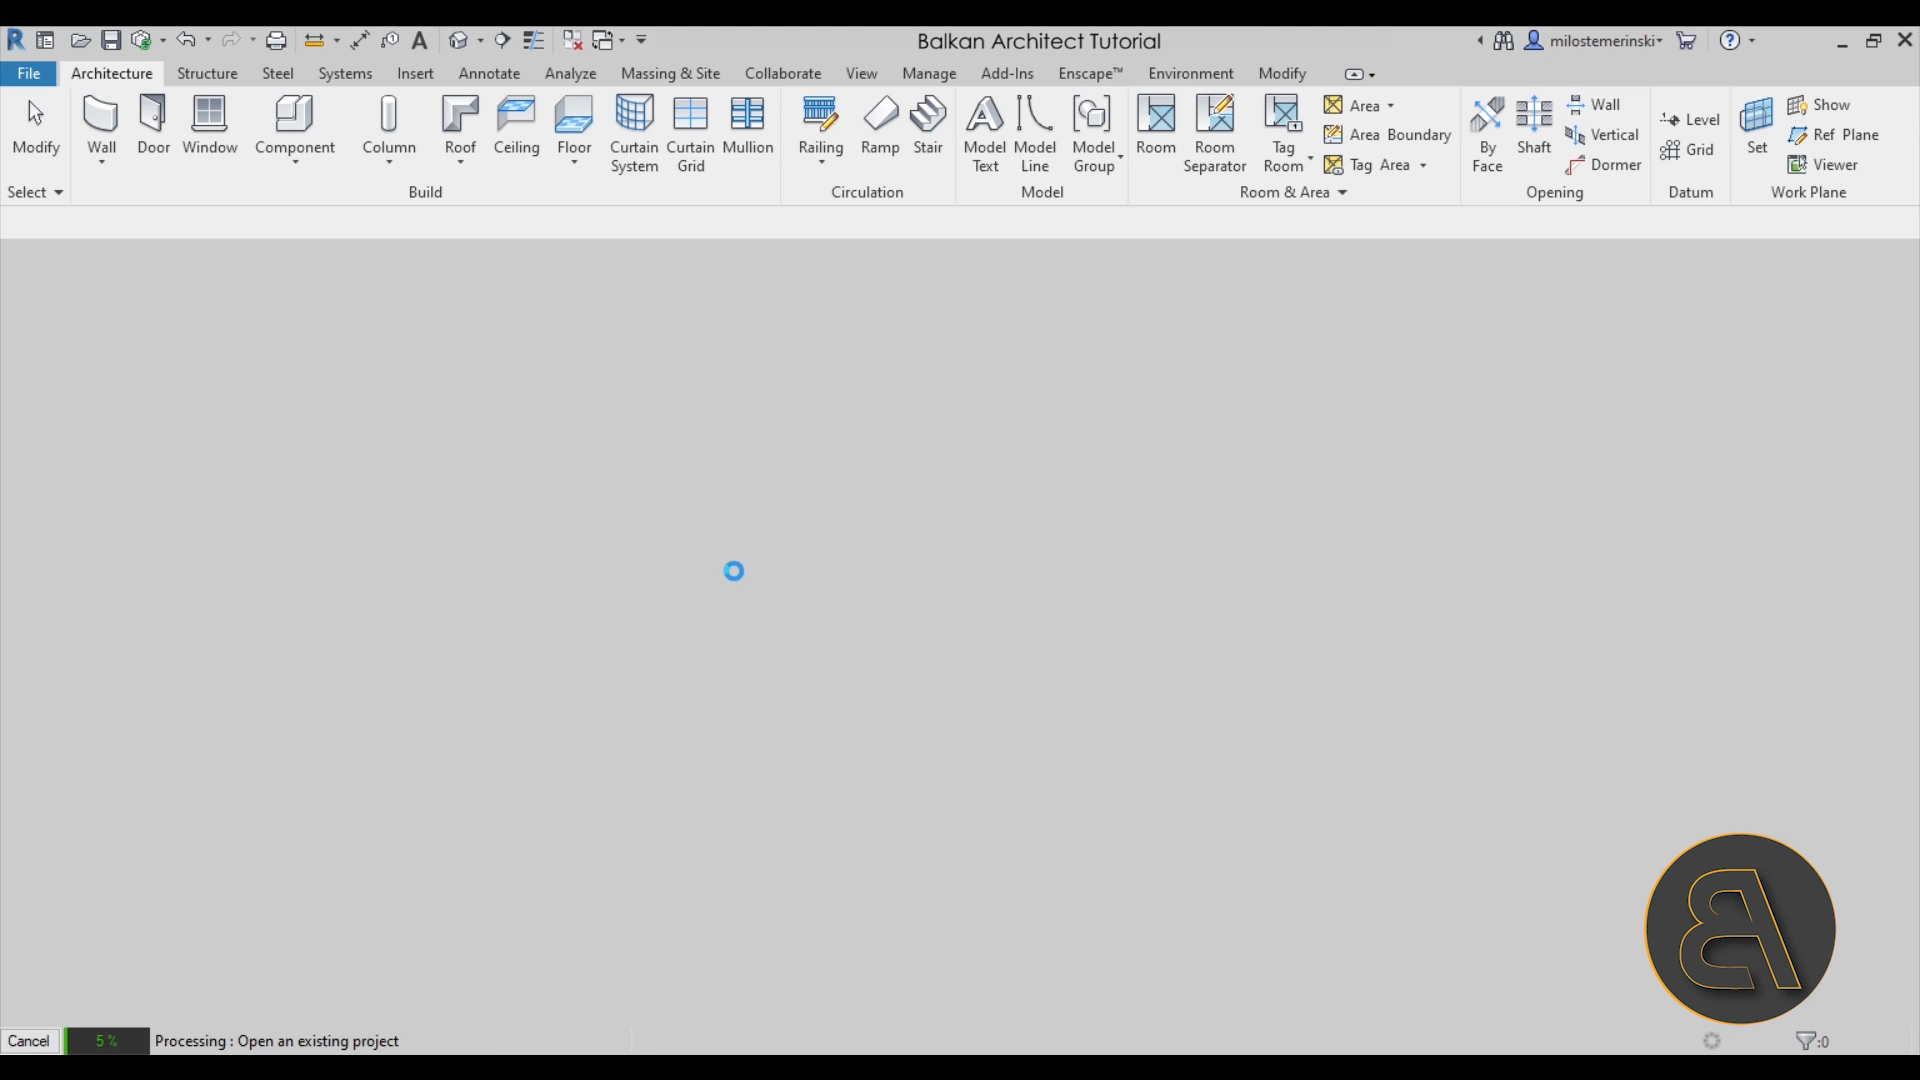 Balkan Architect Tutorial
milostemerinski
File Architecture Structure Steel Systems Insert Annotate Analyze Massing & Site Collaborate View Manage Add-Ins Enscape™ Environment Modify
Modify
Wall
Door
Window
Component
Column
Roof
Ceiling
Floor
Curtain
System
Curtain
Grid
Mullion
Railing
Ramp
Stair
Model
Text
Model
Line
Model
Group
Room
Room
Separator
Tag
Room
Area
Area Boundary
Tag Area
By
Face
Shaft
Wall
Vertical
Dormer
Level
Grid
Set
Show
Ref Plane
Viewer
Select
Build
Circulation
Model
Room & Area
Opening
Datum
Work Plane
Cancel
5 %
Processing : Open an existing project
:0